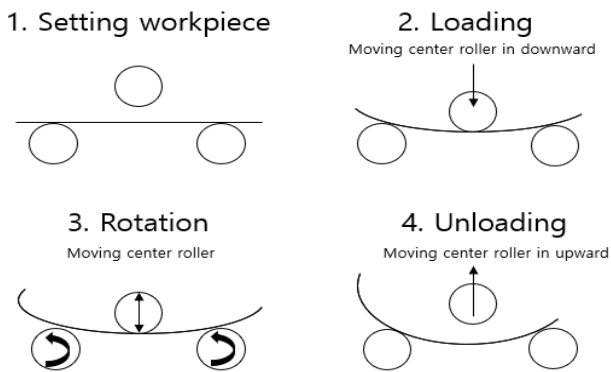 1. Setting workpiece
2. Loading
Moving center roller in downward
3. Rotation
Moving center roller
4. Unloading
Moving center roller in upward